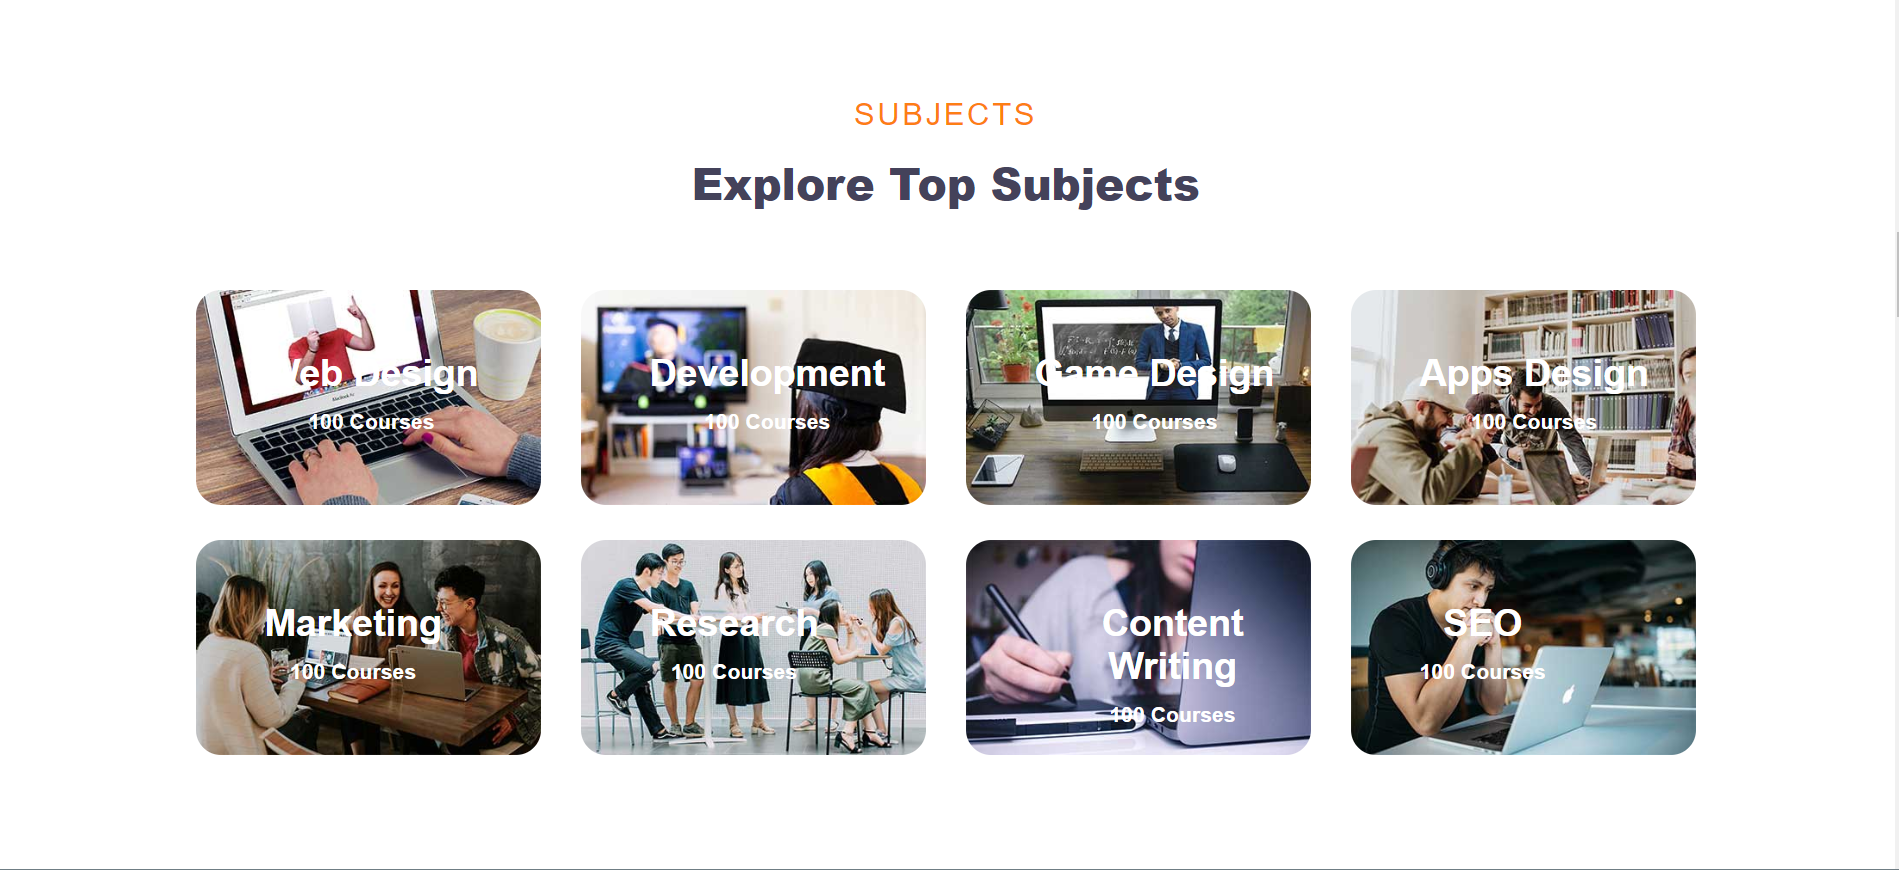 SUBJECTS
Explore Top Subjects
Web Design
100 Courses
Development
100 Courses
Game Design
100 Courses
Apps Design
100 Courses
Marketing
100 Courses
Research
100 Courses
Content
Writing
100 Courses
SEO
100 Courses